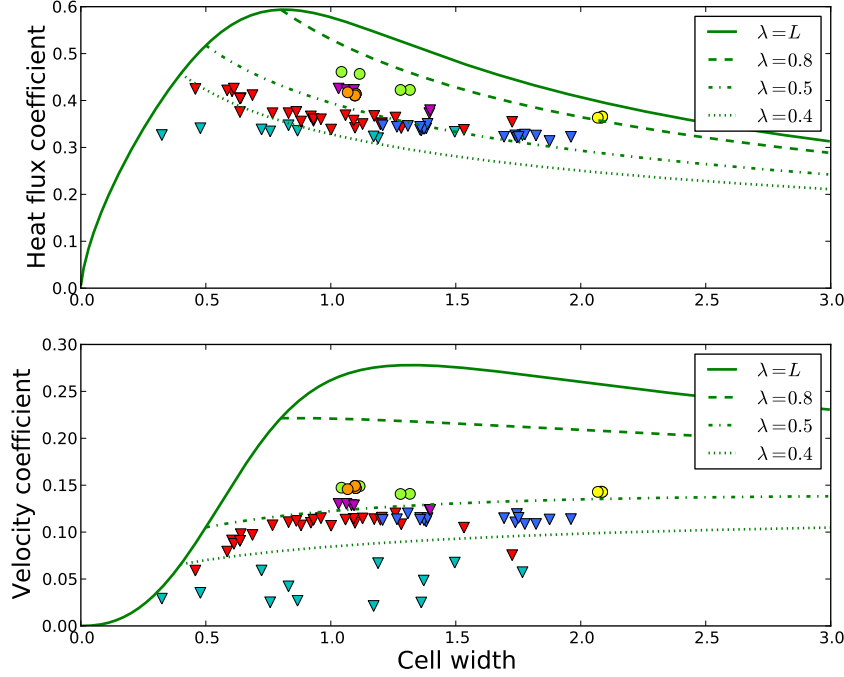 Heat flux coefficient
0.6
0.5
0.4
0.3
0.2
0.1
0.0
0.0 0.5 1.0 1.5 2.0 2.5 3.0
λ=L
λ=0.8
λ=0.5
λ=0.4
Velocity coefficient
0.30
0.25
0.20
0.15
0.10
0.05
0.00
0.0 0.5 1.0 1.5 2.0 2.5 3.0
λ=L
λ=0.8
λ=0.5
λ=0.4
Cell width